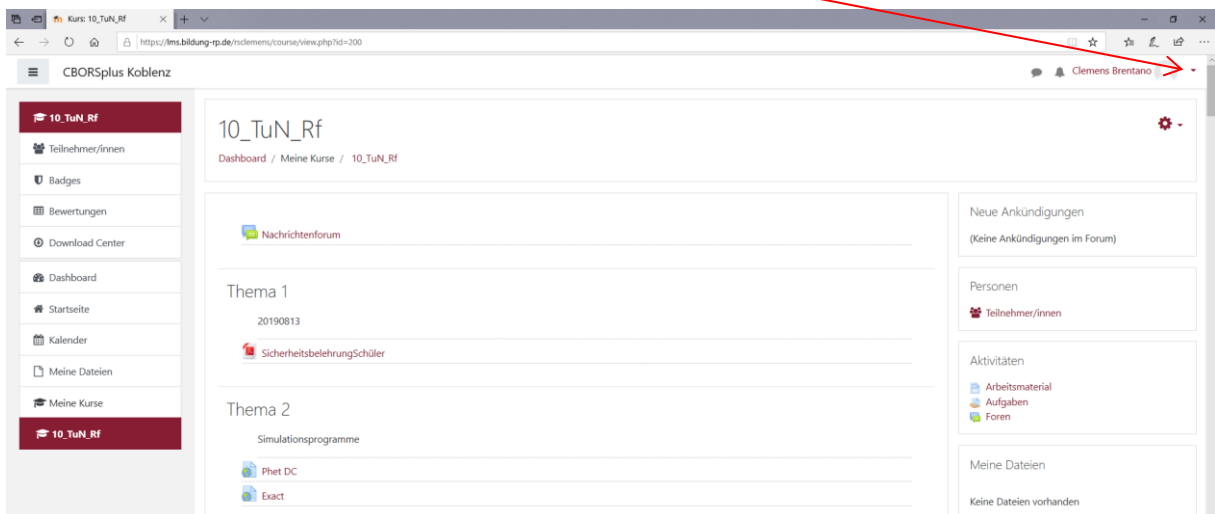 Kurs: 10_TuN_Rf
https://lms.bildung-rp.de/rsclemens/course/view.php?id=200
CBORSplus Koblenz
Clemens Brentano
10_TuN_Rf
Teilnehmer/innen
Badges
Bewertungen
Download Center
Dashboard
Startseite
Kalender
Meine Dateien
Meine Kurse
10_TuN_Rf
10_TuN_Rf
Dashboard / Meine Kurse / 10_TuN_Rf
Nachrichtenforum
Thema 1
20190813
SicherheitsbelehrungSchüler
Thema 2
Simulationsprogramme
Phet DC
Exact
Neue Ankündigungen
(Keine Ankündigungen im Forum)
Personen
Teilnehmer/innen
Aktivitäten
Arbeitsmaterial
Aufgaben
Foren
Meine Dateien
Keine Dateien vorhanden